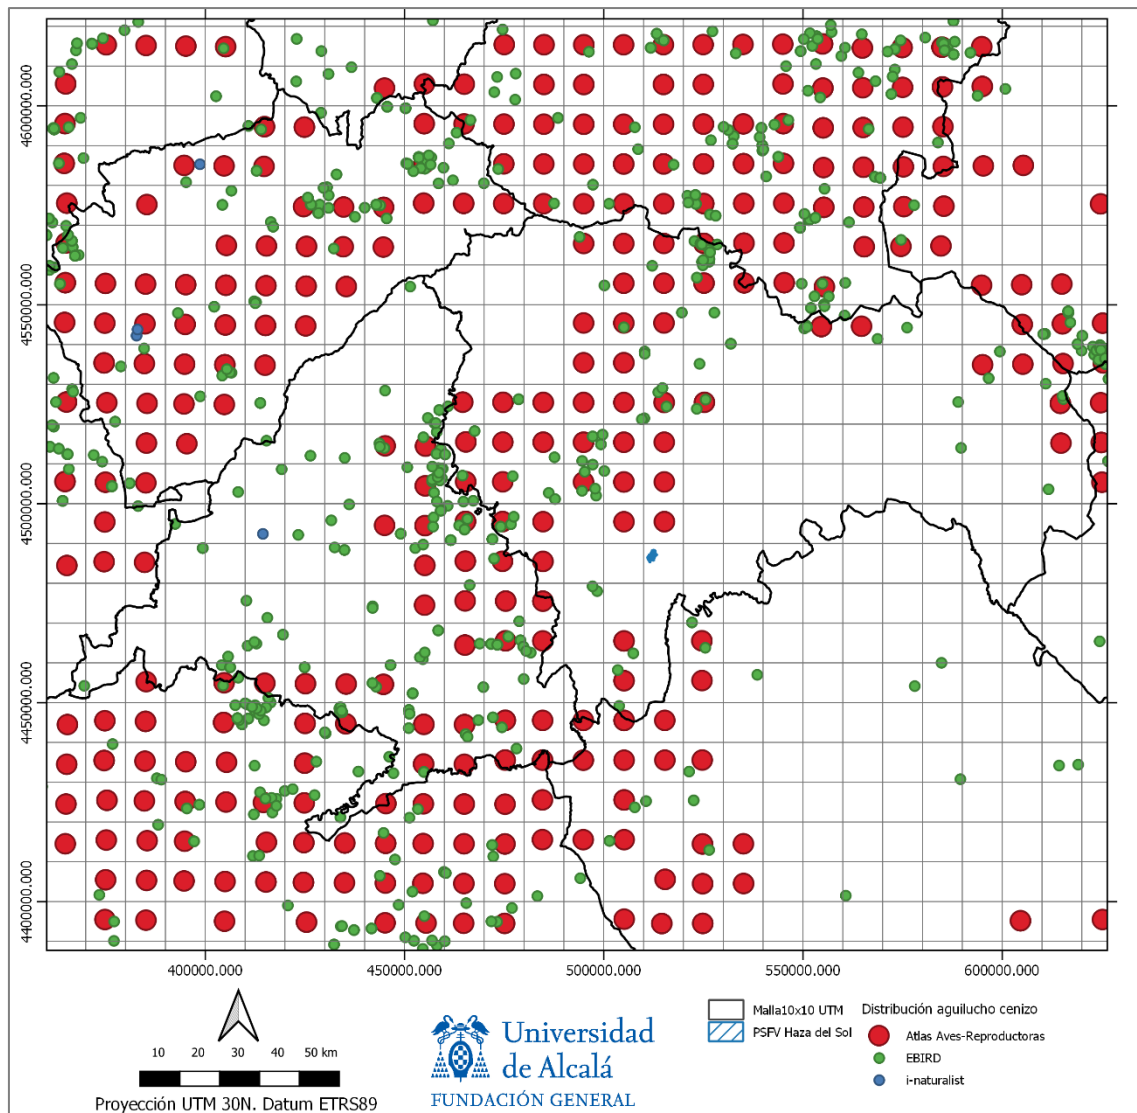 4600000.000
4550000.000
4500000.000
4450000.000
4400000.000
400000.000
450000.000
500000.000
550000.000
600000.000
10 20 30 40 50 km
Proyección UTM 30N. Datum ETRS89
Universidad
de Alcalá
FUNDACIÓN GENERAL
Malla10x10 UTM
PSFV Haza del Sol
Distribución aguilucho cenizo
Atlas Aves-Reproductoras
EBIRD
i-naturalist